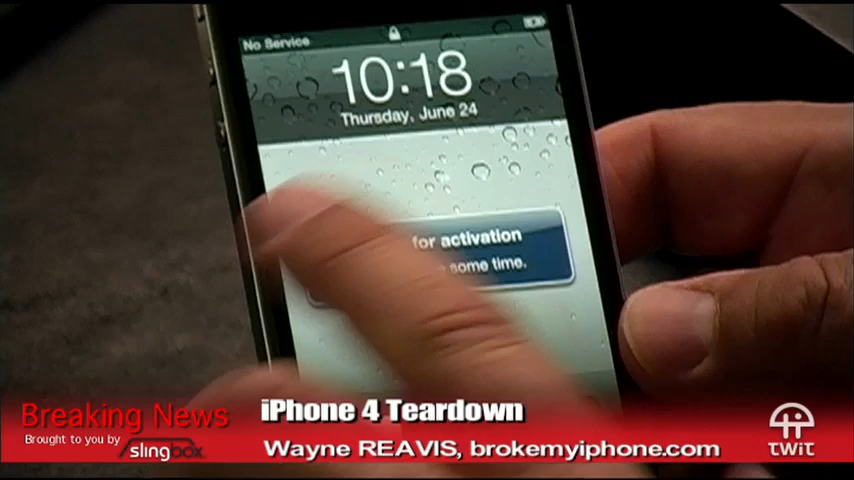 No Service
10:18
Thursday, June 24
for activation
some time.
Breaking News
iPhone 4 Teardown
Brought to you by slingbox
Wayne REAVIS, brokemyiphone.com
TWiT